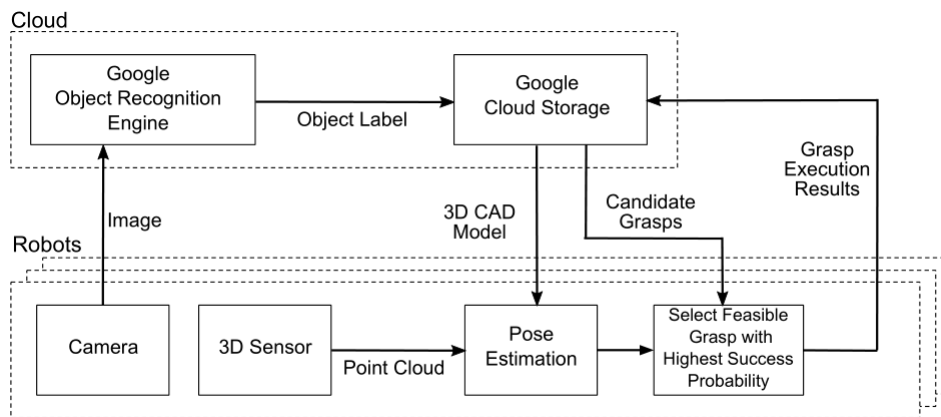 Cloud
Google
Object Recognition
Engine
Object Label
Google
Cloud Storage
Grasp
Execution
Results
Image
3D CAD
Model
Candidate
Grasps
Robots
Camera
3D Sensor
Point Cloud
Pose
Estimation
Select Feasible
Grasp with
Highest Success
Probability